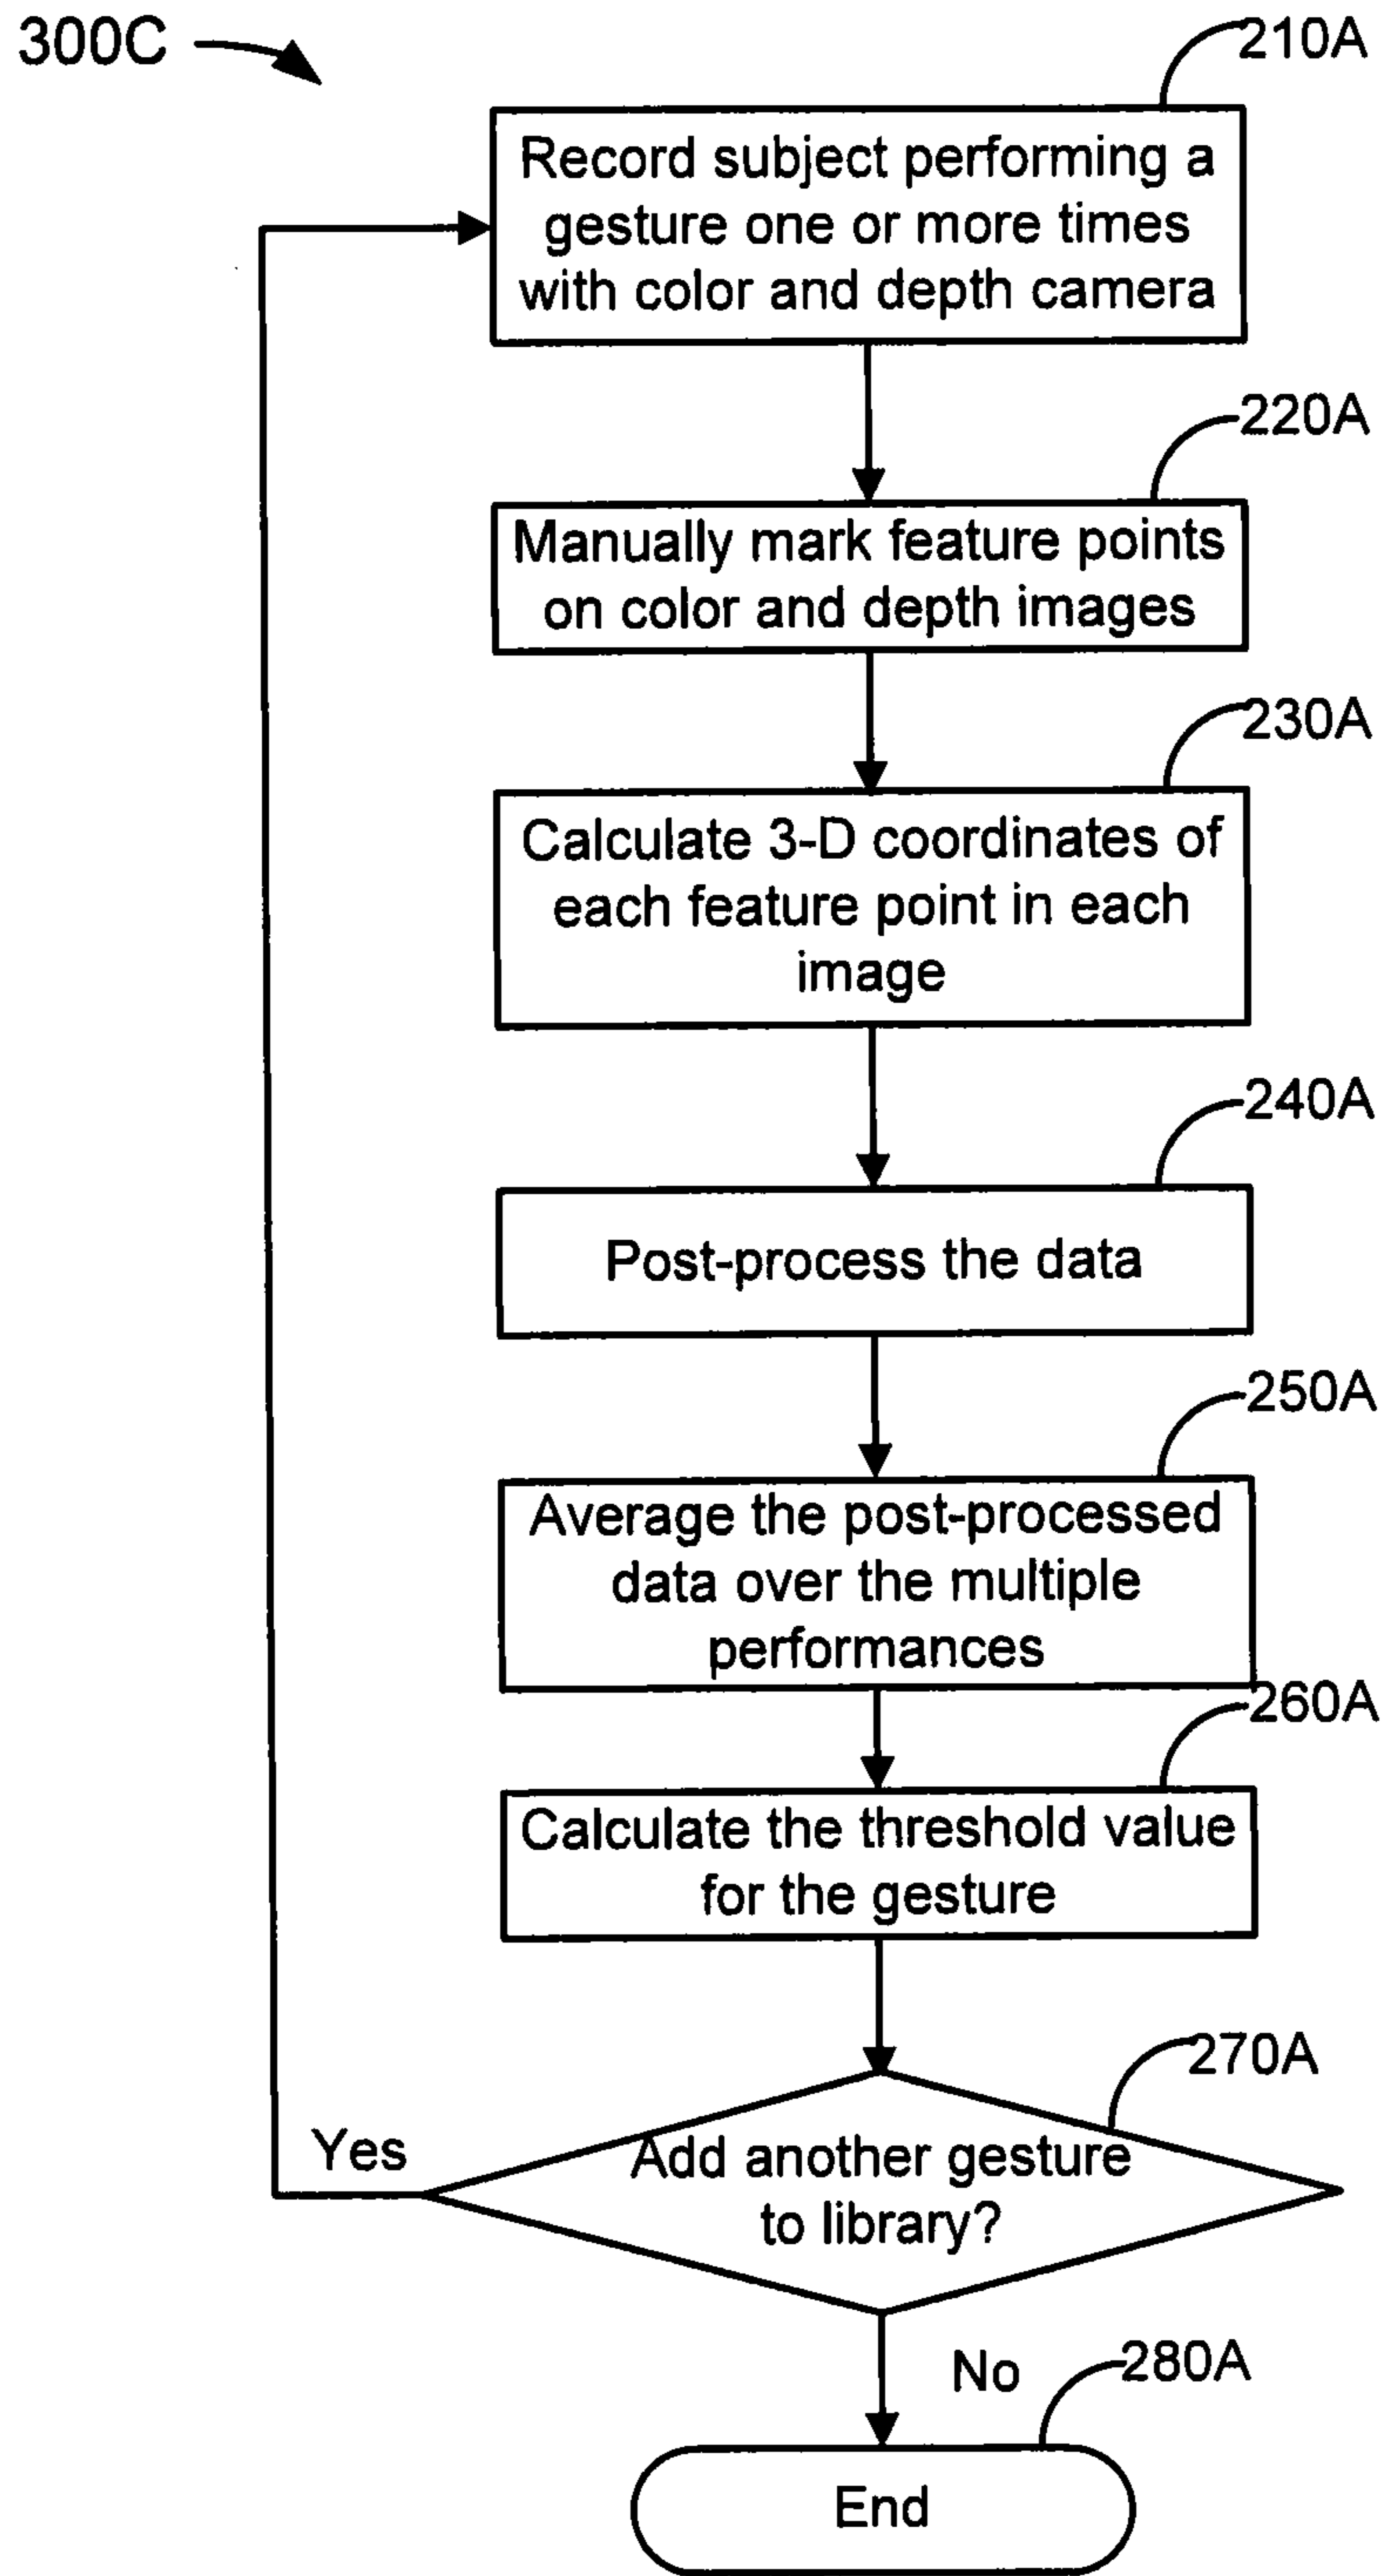 300C
210A
Record subject performing a
gesture one or more times
with color and depth camera
220A
Manually mark feature points
on color and depth images
230A
Calculate 3-D coordinates of
each feature point in each
image
240A
Post-process the data
250A
Average the post-processed
data over the multiple
performances
260A
Calculate the threshold value
for the gesture
270A
Yes
Add another gesture
to library?
No
280A
End